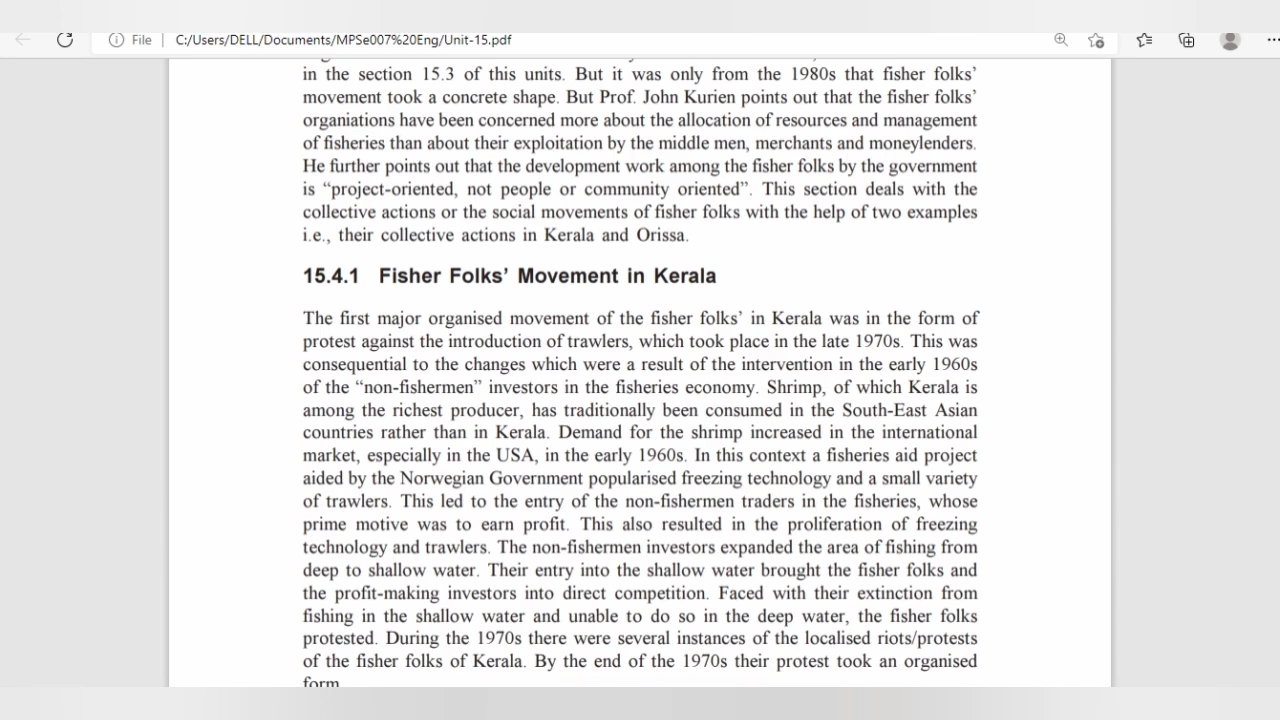 File
C:/Users/DELL/Documents/MPSe007%20Eng/Unit-15.pdf
in the section 15.3 of this units. But it was only from the 1980s that fisher folks’
movement took a concrete shape. But Prof. John Kurien points out that the fisher folks’
organiations have been concerned more about the allocation of resources and management
of fisheries than about their exploitation by the middle men, merchants and moneylenders.
He further points out that the development work among the fisher folks by the government
is “project-oriented, not people or community oriented”. This section deals with the
collective actions or the social movements of fisher folks with the help of two examples
i.e., their collective actions in Kerala and Orissa.
15.4.1 Fisher Folks’ Movement in Kerala
The first major organised movement of the fisher folks’ in Kerala was in the form of
protest against the introduction of trawlers, which took place in the late 1970s. This was
consequential to the changes which were a result of the intervention in the early 1960s
of the “non-fishermen” investors in the fisheries economy. Shrimp, of which Kerala is
among the richest producer, has traditionally been consumed in the South-East Asian
countries rather than in Kerala. Demand for the shrimp increased in the international
market, especially in the USA, in the early 1960s. In this context a fisheries aid project
aided by the Norwegian Government popularised freezing technology and a small variety
of trawlers. This led to the entry of the non-fishermen traders in the fisheries, whose
prime motive was to earn profit. This also resulted in the proliferation of freezing
technology and trawlers. The non-fishermen investors expanded the area of fishing from
deep to shallow water. Their entry into the shallow water brought the fisher folks and
the profit-making investors into direct competition. Faced with their extinction from
fishing in the shallow water and unable to do so in the deep water, the fisher folks
protested. During the 1970s there were several instances of the localised riots/protests
of the fisher folks of Kerala. By the end of the 1970s their protest took an organised
form.